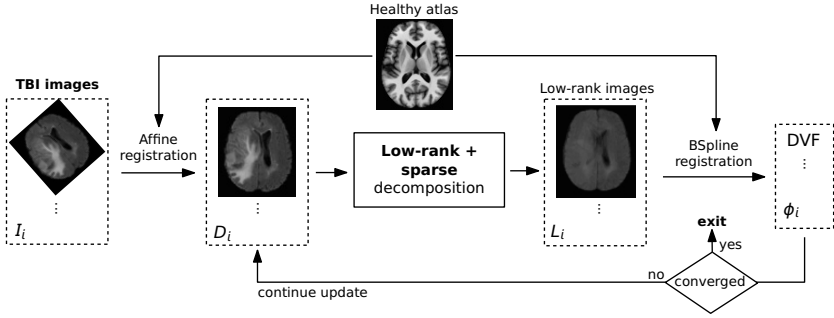 Healthy atlas
TBI images
Affine
registration
Low-rank +
sparse
decomposition
Low-rank images
BSpline
registration
DVF
...
ϕi
...
Ii
...
Di
...
Li
exit
yes
no
converged
continue update